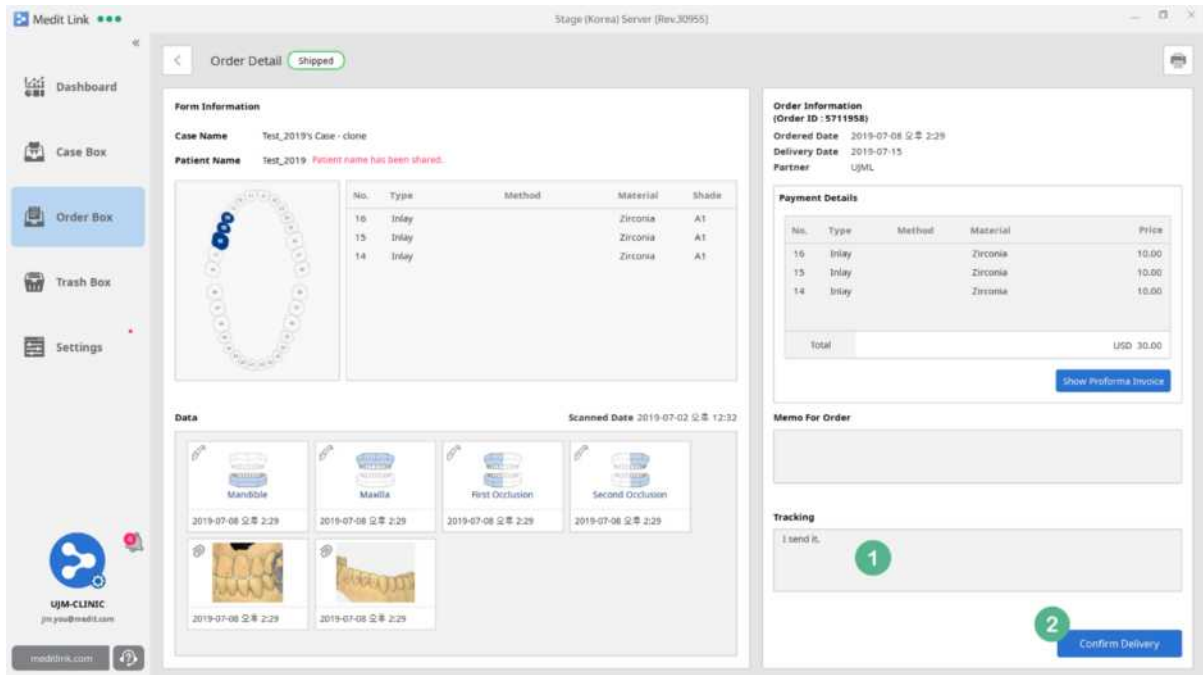 Medit Link
Stage (Korea) Server (Rev.30955)
Dashboard
Case Box
Order Box
Trash Box
Settings
UJM-CLINIC
jm.you@medit.com
meditlink.com
Order Detail
Shipped
Form Information
Case Name Test_2019's Case - clone
Patient Name Test_2019 Patient name has been shared.
No. Type Method Material Shade
16 Inlay Zirconia A1
15 Inlay Zirconia A1
14 Inlay Zirconia A1
Data
Scanned Date 2019-07-02 오후 12:32
Mandible
2019-07-08 오후 2:29
Maxilla
2019-07-08 오후 2:29
First Occlusion
2019-07-08 오후 2:29
Second Occlusion
2019-07-08 오후 2:29
2019-07-08 오후 2:29
2019-07-08 오후 2:29
Order Information
(Order ID : 5711958)
Ordered Date 2019-07-08 오후 2:29
Delivery Date 2019-07-15
Partner UJML
Payment Details
No. Type Method Material Price
16 Inlay Zirconia 10.00
15 Inlay Zirconia 10.00
14 Inlay Zirconia 10.00
Total USD 30.00
Show Proforma Invoice
Memo For Order
Tracking
I send it.
1
2
Confirm Delivery